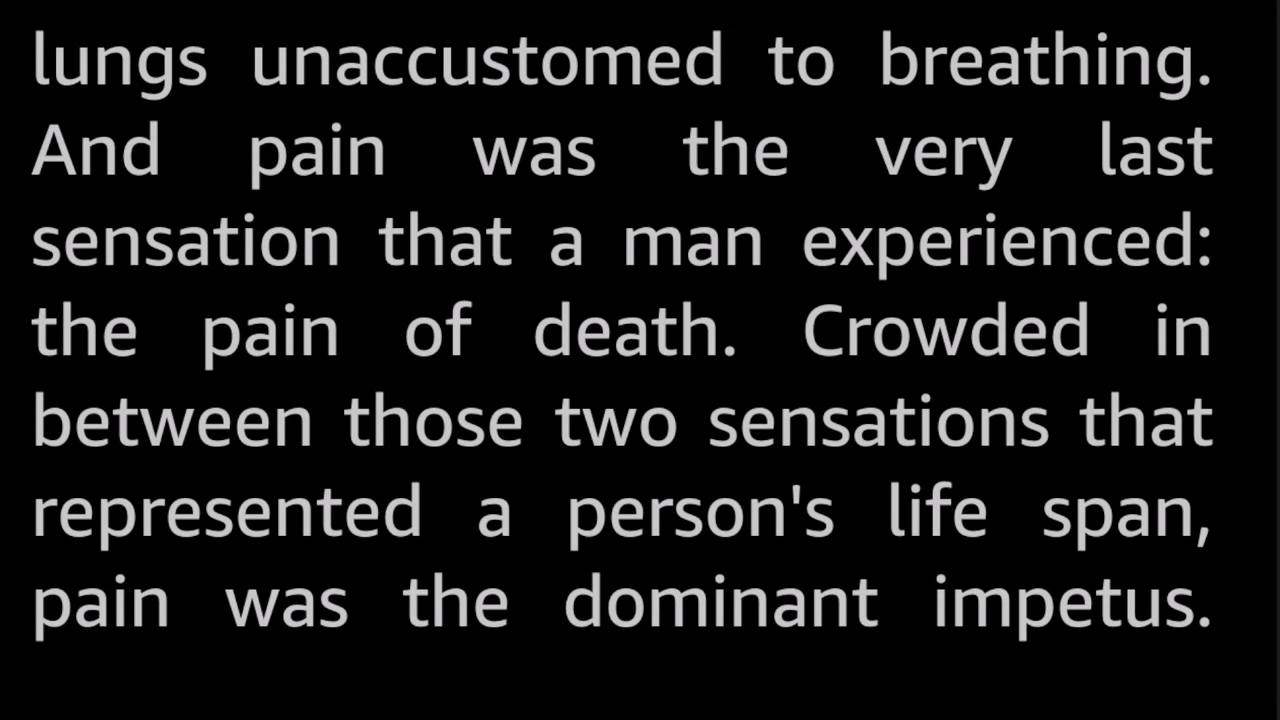 lungs unaccustomed to breathing.
And pain was the very last
sensation that a man experienced:
the pain of death. Crowded in
between those two sensations that
represented a person's life span,
pain was the dominant impetus.